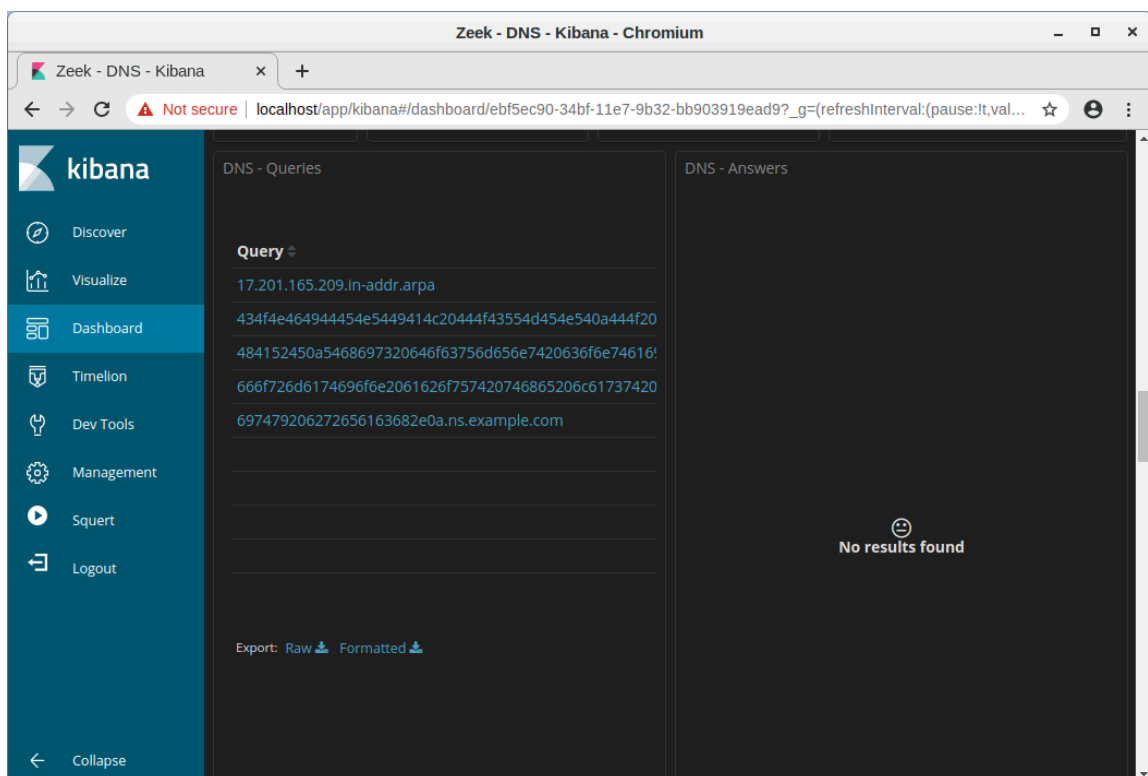 Zeek - DNS - Kibana - Chromium
Zeek - DNS - Kibana
Not secure | localhost/app/kibana#/dashboard/ebf5ec90-34bf-11e7-9b32-bb903919ead9?_g=(refreshInterval:(pause:!t,val...
kibana
Discover
Visualize
Dashboard
Timelion
Dev Tools
Management
Squert
Logout
Collapse
DNS - Queries
Query
17.201.165.209.in-addr.arpa
434f4e464944454e5449414c20444f43554d454e540a444f20
484152450a5468697320646f63756d656e7420636f6e746169
666f726d6174696f6e2061626f757420746865206c61737420
697479206272656163682e0a.ns.example.com
Export: Raw Formatted
DNS - Answers
No results found